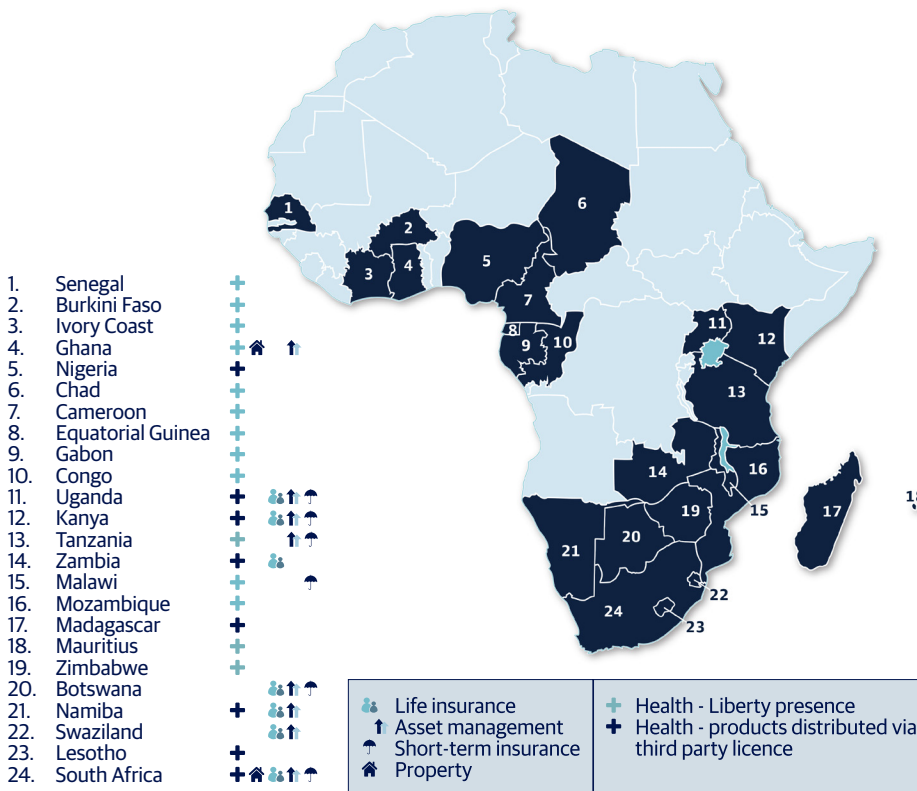 1
2
3
4
5
6
7
8
9
10
11
12
13
14
15
16
17
18
19
20
21
22
23
24
1. Senegal
2. Burkini Faso
3. Ivory Coast
4. Ghana
5. Nigeria
6. Chad
7. Cameroon
8. Equatorial Guinea
9. Gabon
10. Congo
11. Uganda
12. Kanya
13. Tanzania
14. Zambia
15. Malawi
16. Mozambique
17. Madagascar
18. Mauritius
19. Zimbabwe
20. Botswana
21. Namiba
22. Swaziland
23. Lesotho
24. South Africa
Life insurance
Asset management
Short-term insurance
Property
Health - Liberty presence
Health - products distributed via
third party licence